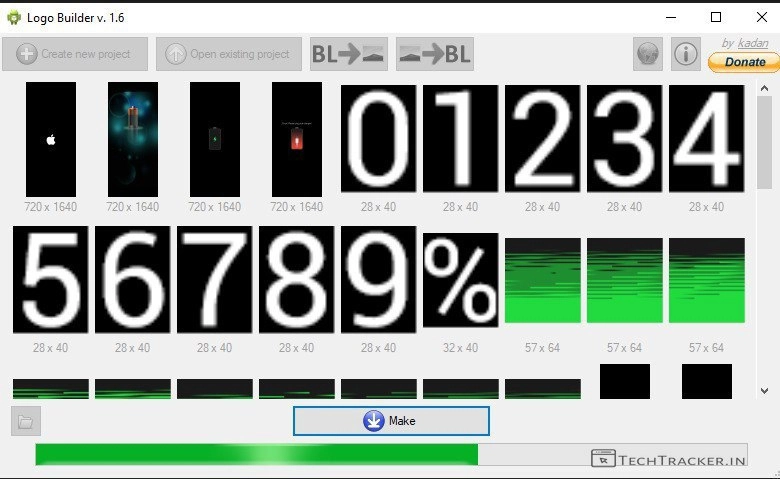 Logo Builder v. 1.6
Create new project
Open existing project
BL
BL
by kadan
Donate
0 1 2 3 4
720 x 1640 720 x 1640 720 x 1640 720 x 1640 28 x 40 28 x 40 28 x 40 28 x 40 28 x 40
5 6 7 8 9 %
28 x 40 28 x 40 28 x 40 28 x 40 28 x 40 32 x 40 57 x 64 57 x 64 57 x 64
Make
TECHTRACKER.IN